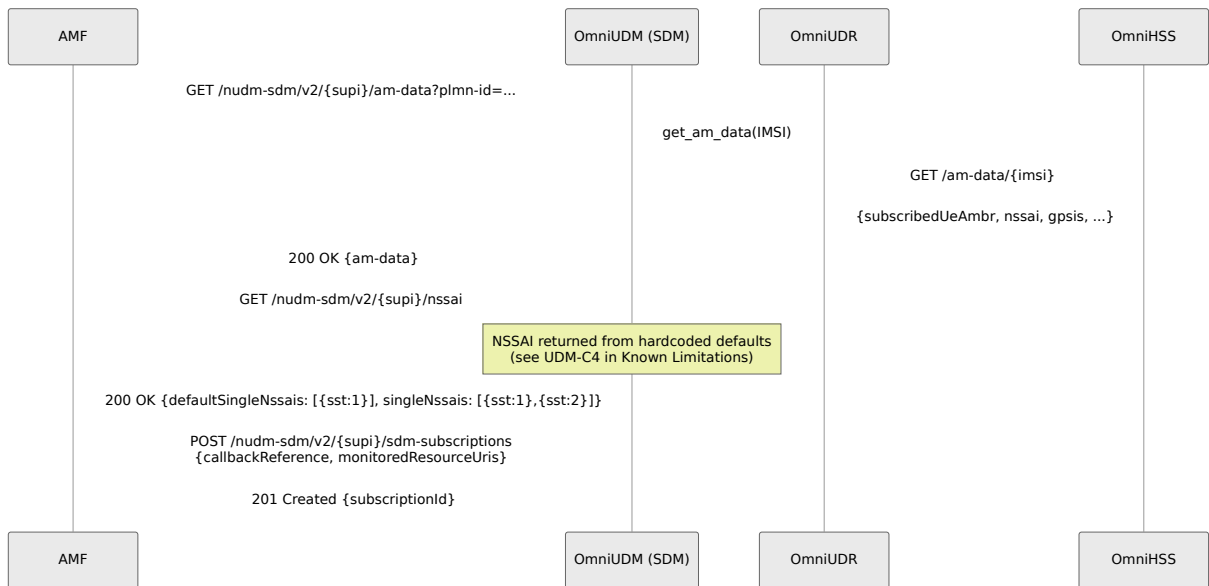 AMF
OmniUDM (SDM)
OmniUDR
OmniHSS
GET /nudm-sdm/v2/{supi}/am-data?plmn-id=...
get_am_data(IMSI)
GET /am-data/{imsi}
{subscribedUeAmbr, nssai, gpsis, ...}
200 OK {am-data}
GET /nudm-sdm/v2/{supi}/nssai
NSSAI returned from hardcoded defaults
(see UDM-C4 in Known Limitations)
200 OK {defaultSingleNssais: [{sst:1}], singleNssais: [{sst:1},{sst:2}]}
POST /nudm-sdm/v2/{supi}/sdm-subscriptions
{callbackReference, monitoredResourceUris}
201 Created {subscriptionId}
AMF
OmniUDM (SDM)
OmniUDR
OmniHSS